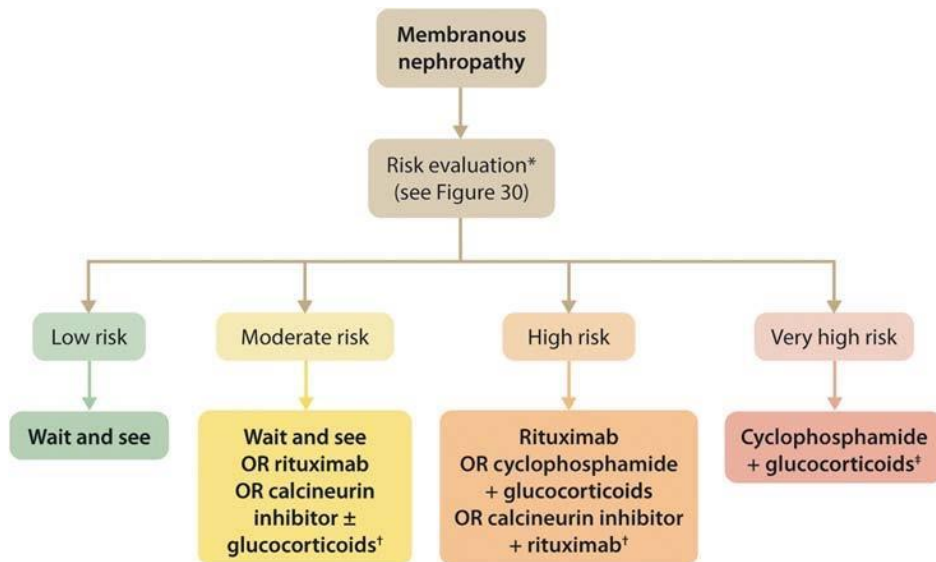 Membranous
nephropathy
Risk evaluation*
(see Figure 30)
Low risk
Moderate risk
High risk
Very high risk
Wait and see
Wait and see
OR rituximab
OR calcineurin
inhibitor ±
glucocorticoids†
Rituximab
OR cyclophosphamide
+ glucocorticoids
OR calcineurin inhibitor
+ rituximab†
Cyclophosphamide
+ glucocorticoids‡